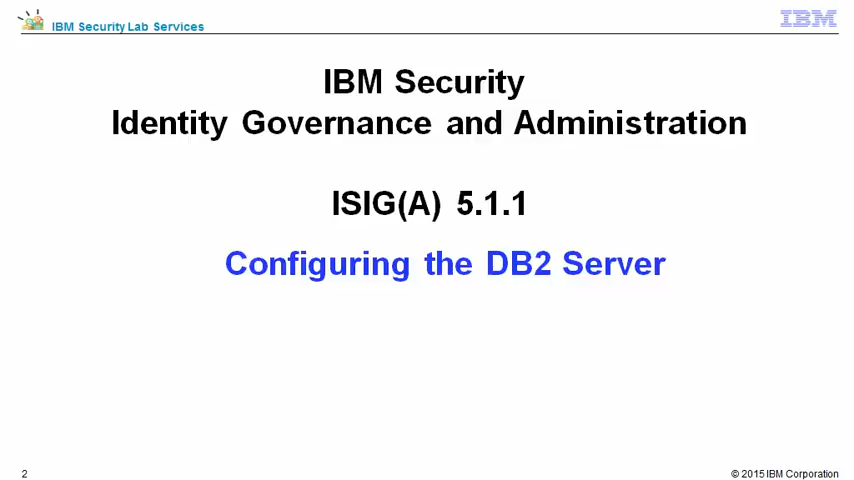 IBM Security Lab Services
IBM
IBM Security
Identity Governance and Administration
ISIG(A) 5.1.1
Configuring the DB2 Server
2
© 2015 IBM Corporation